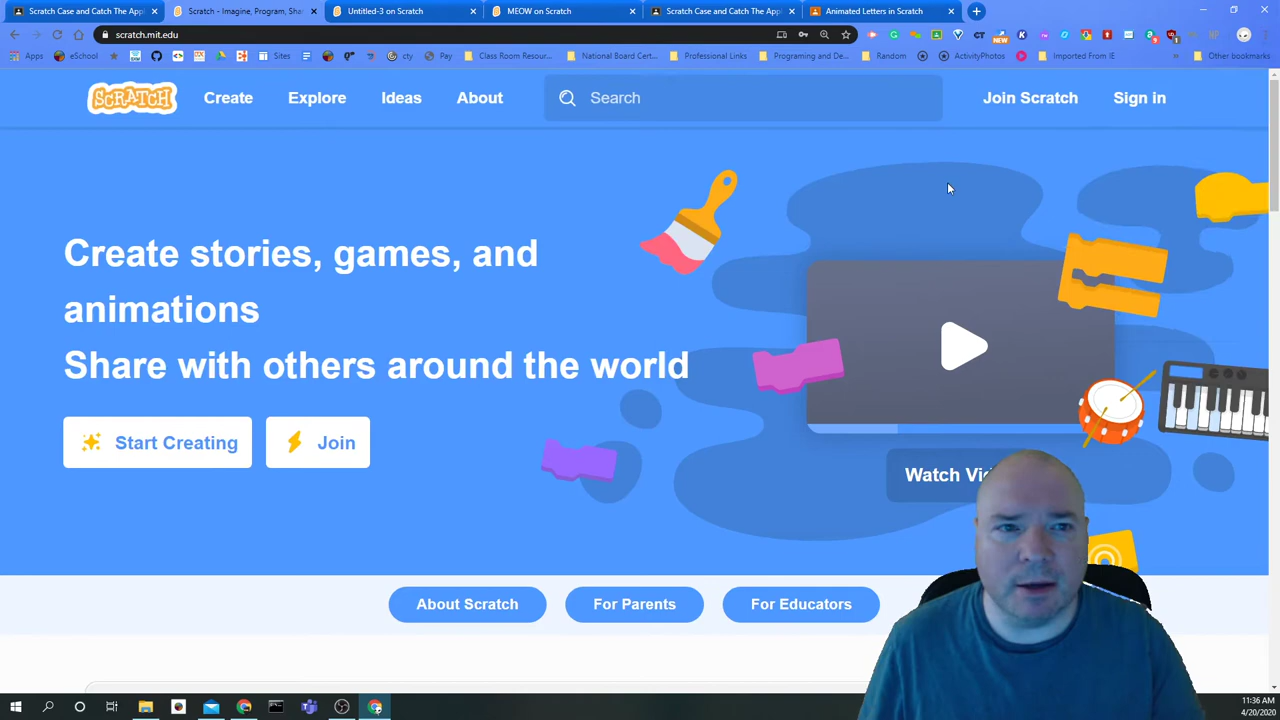 Scratch Case and Catch The Appl
Scratch - Imagine, Program, Sha
Untitled-3 on Scratch
MEOW on Scratch
Scratch Case and Catch The Appl
Animated Letters in Scratch
scratch.mit.edu
Apps
eSchool
Sites
cty
Pay
Class Room Resour...
National Board Cert...
Professional Links
Programing and De...
Random
ActivityPhotos
Imported From IE
Other bookmarks
SCRATCH
Create
Explore
Ideas
About
Search
Join Scratch
Sign in
Create stories, games, and
animations
Share with others around the world
Start Creating
Join
Watch Vi
About Scratch
For Parents
For Educators
11:36 AM
4/20/2020